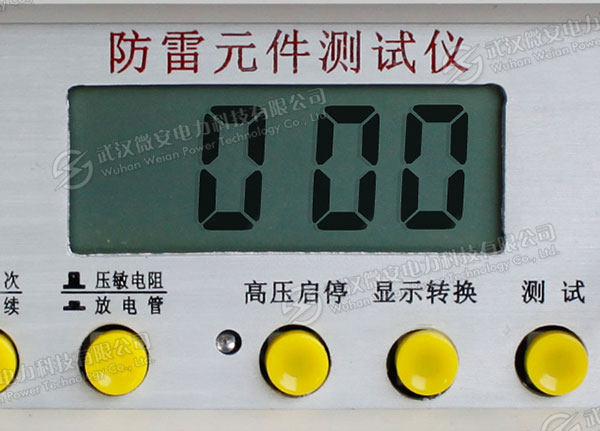 防雷元件测试仪
000
武汉微安电力科技有限公司
Wuhan Weian Power Technology Co., Ltd.
次
续
压敏电阻
放电管
高压启停
显示转换
测试